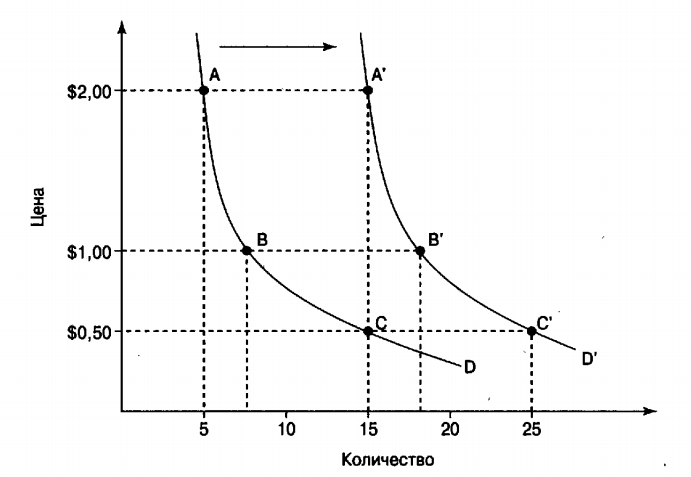 A A'
$2,00
Цена
B B'
$1,00
C C'
$0,50
D D'
5 10 15 20 25
Количество